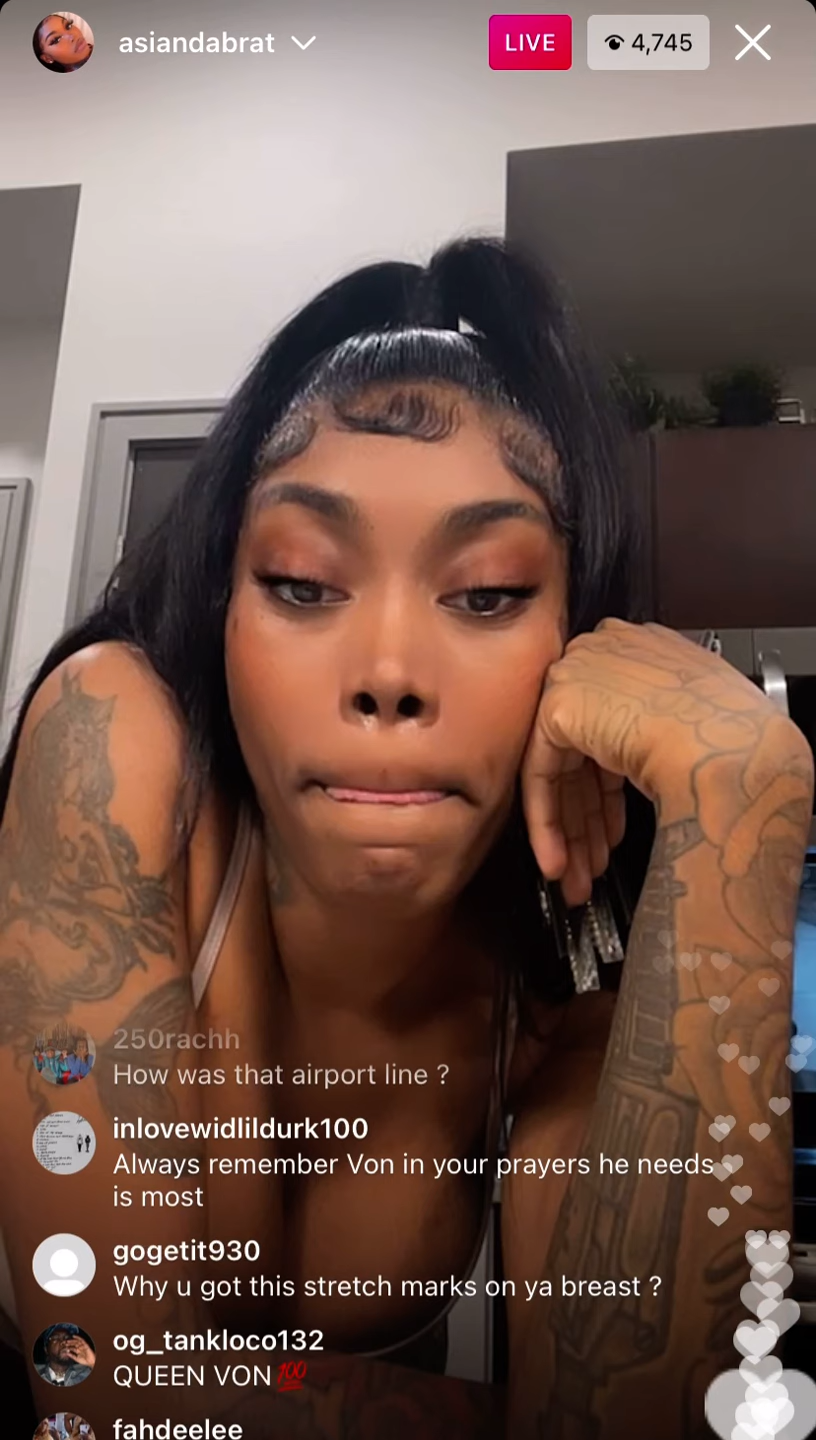 asiandabrat
LIVE
4,745
250rachh
How was that airport line ?
inlovewidlildurk100
Always remember Von in your prayers he needs
is most
gogetit930
Why u got this stretch marks on ya breast ?
og_tankloco132
QUEEN VON💯
fahdeelee